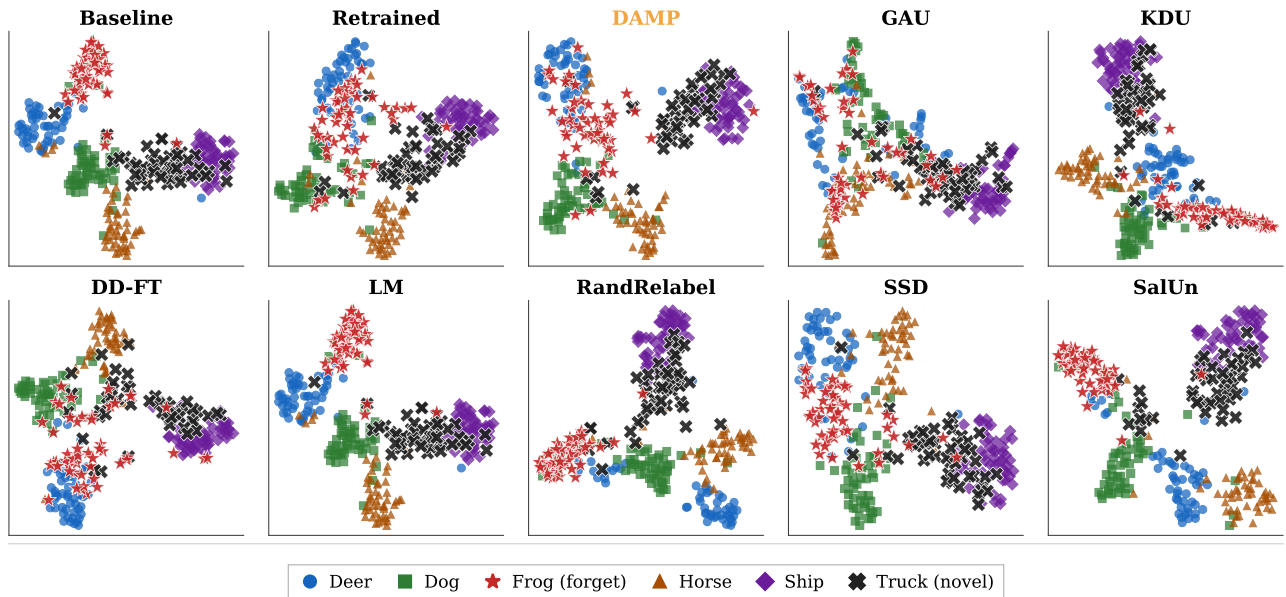 Baseline Retrained DAMP GAU KDU
DD-FT LM RandRelabel SSD SalUn
Deer Dog Frog (forget) Horse Ship Truck (novel)